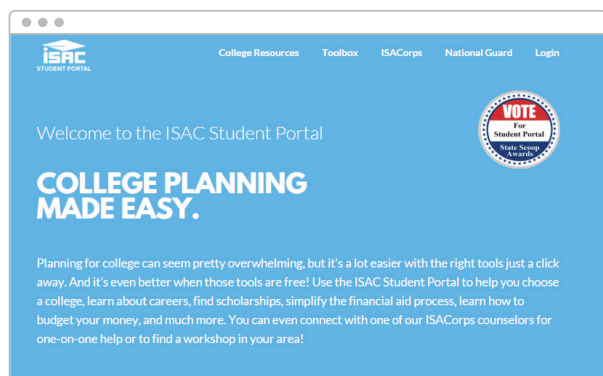 iSAC
STUDENT PORTAL
College Resources Toolbox ISACorps National Guard Login
VOTE
For
Student Portal
State Scoop
Awards
Welcome to the ISAC Student Portal
COLLEGE PLANNING
MADE EASY.
Planning for college can seem pretty overwhelming, but it's a lot easier with the right tools just a click
away. And it's even better when those tools are free! Use the ISAC Student Portal to help you choose
a college, learn about careers, find scholarships, simplify the financial aid process, learn how to
budget your money, and much more. You can even connect with one of our ISACorps counselors for
one-on-one help or to find a workshop in your area!